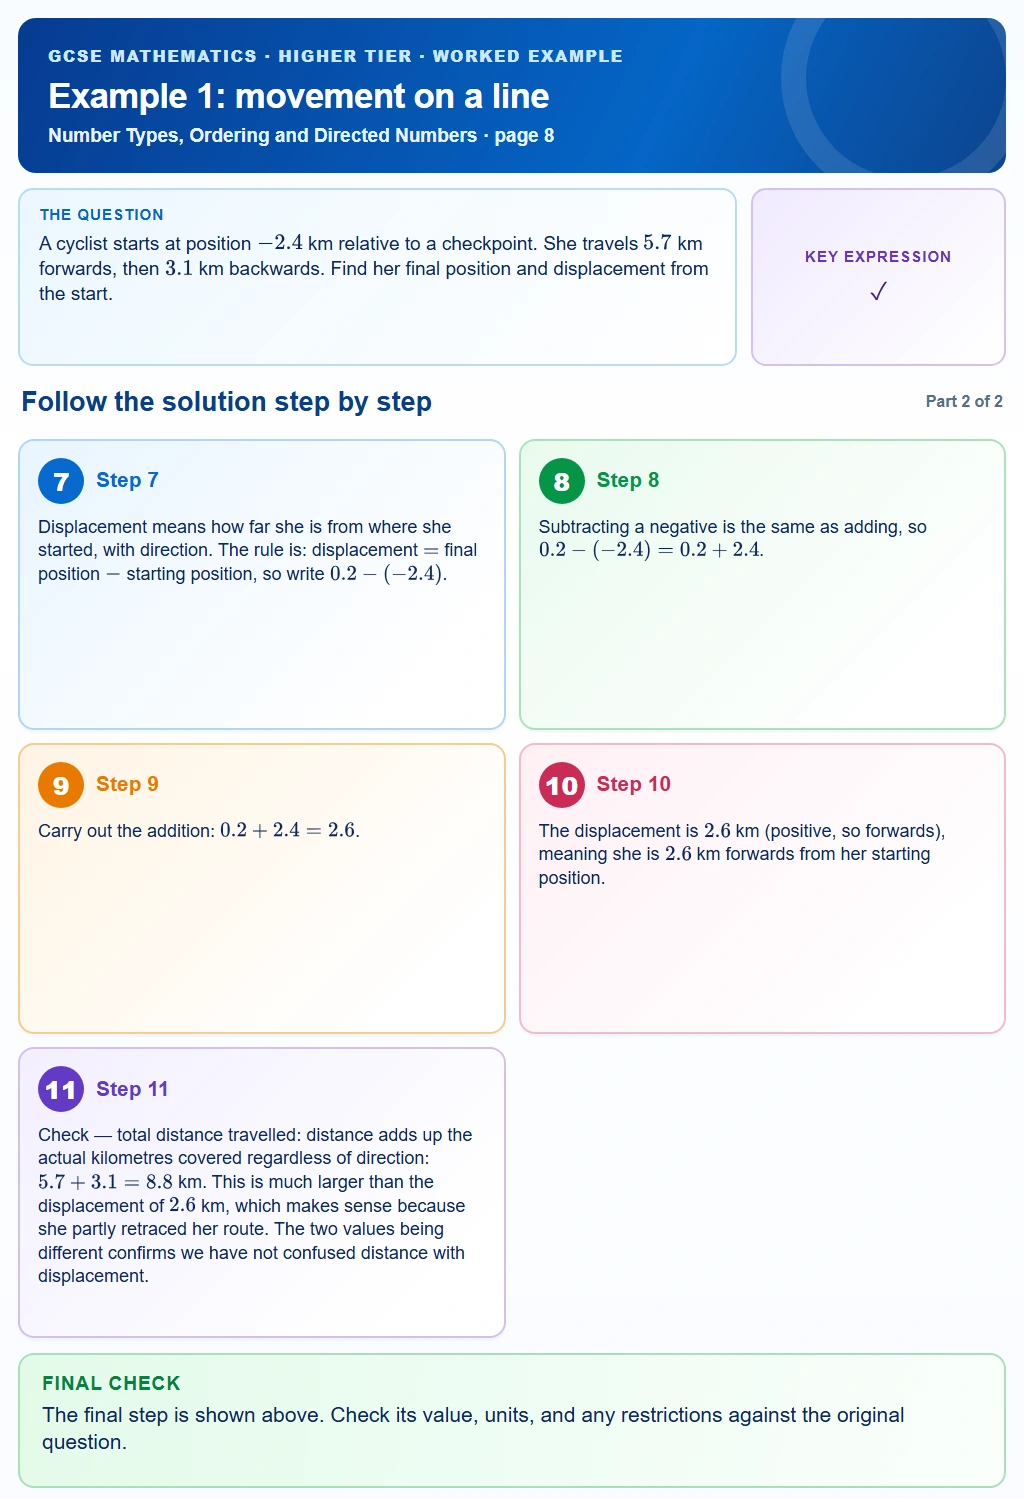 GCSE MATHEMATICS · HIGHER TIER · WORKED EXAMPLE
Example 1: movement on a line
Number Types, Ordering and Directed Numbers · page 8
THE QUESTION
A cyclist starts at position −2.4 km relative to a checkpoint. She travels 5.7 km
forwards, then 3.1 km backwards. Find her final position and displacement from
the start.
KEY EXPRESSION
✓
Follow the solution step by step
Part 2 of 2
7 Step 7
Displacement means how far she is from where she
started, with direction. The rule is: displacement = final
position − starting position, so write 0.2 − (−2.4).
8 Step 8
Subtracting a negative is the same as adding, so
0.2 − (−2.4) = 0.2 + 2.4.
9 Step 9
Carry out the addition: 0.2 + 2.4 = 2.6.
10 Step 10
The displacement is 2.6 km (positive, so forwards),
meaning she is 2.6 km forwards from her starting
position.
11 Step 11
Check — total distance travelled: distance adds up the
actual kilometres covered regardless of direction:
5.7 + 3.1 = 8.8 km. This is much larger than the
displacement of 2.6 km, which makes sense because
she partly retraced her route. The two values being
different confirms we have not confused distance with
displacement.
FINAL CHECK
The final step is shown above. Check its value, units, and any restrictions against the original
question.